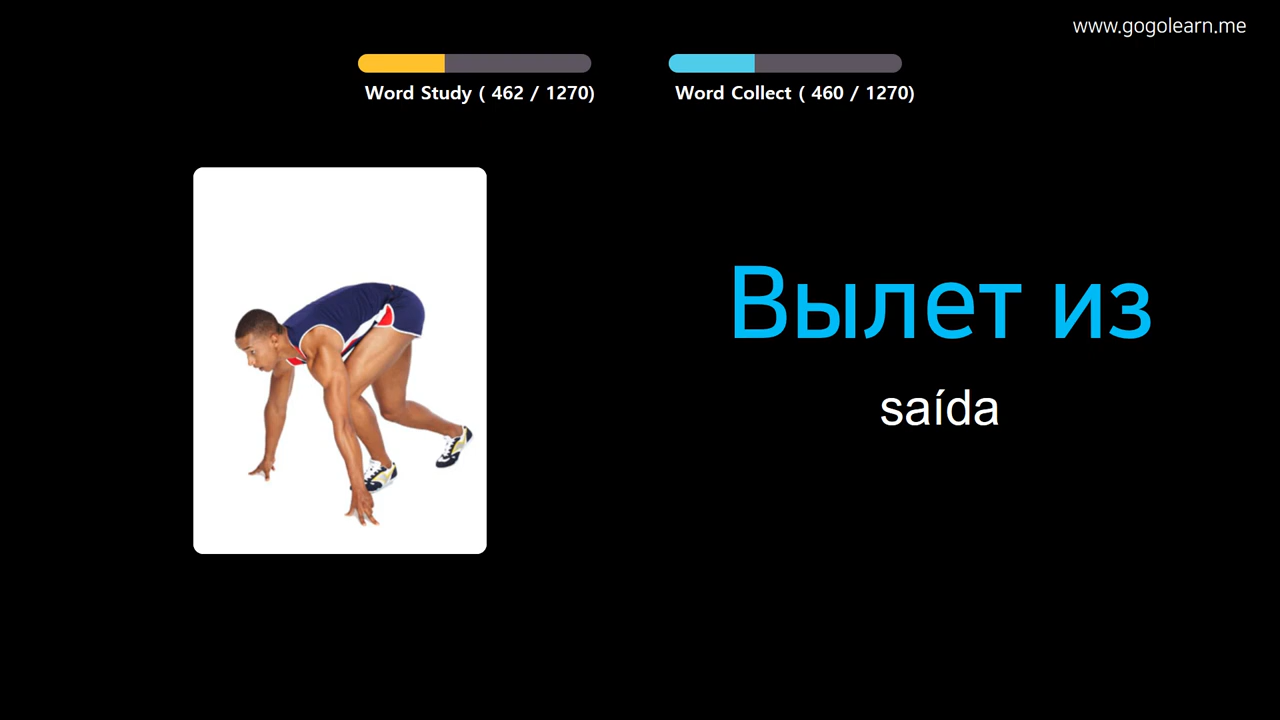 www.gogolearn.me
Word Study ( 462 / 1270)
Word Collect ( 460 / 1270)
Вылет из
saída